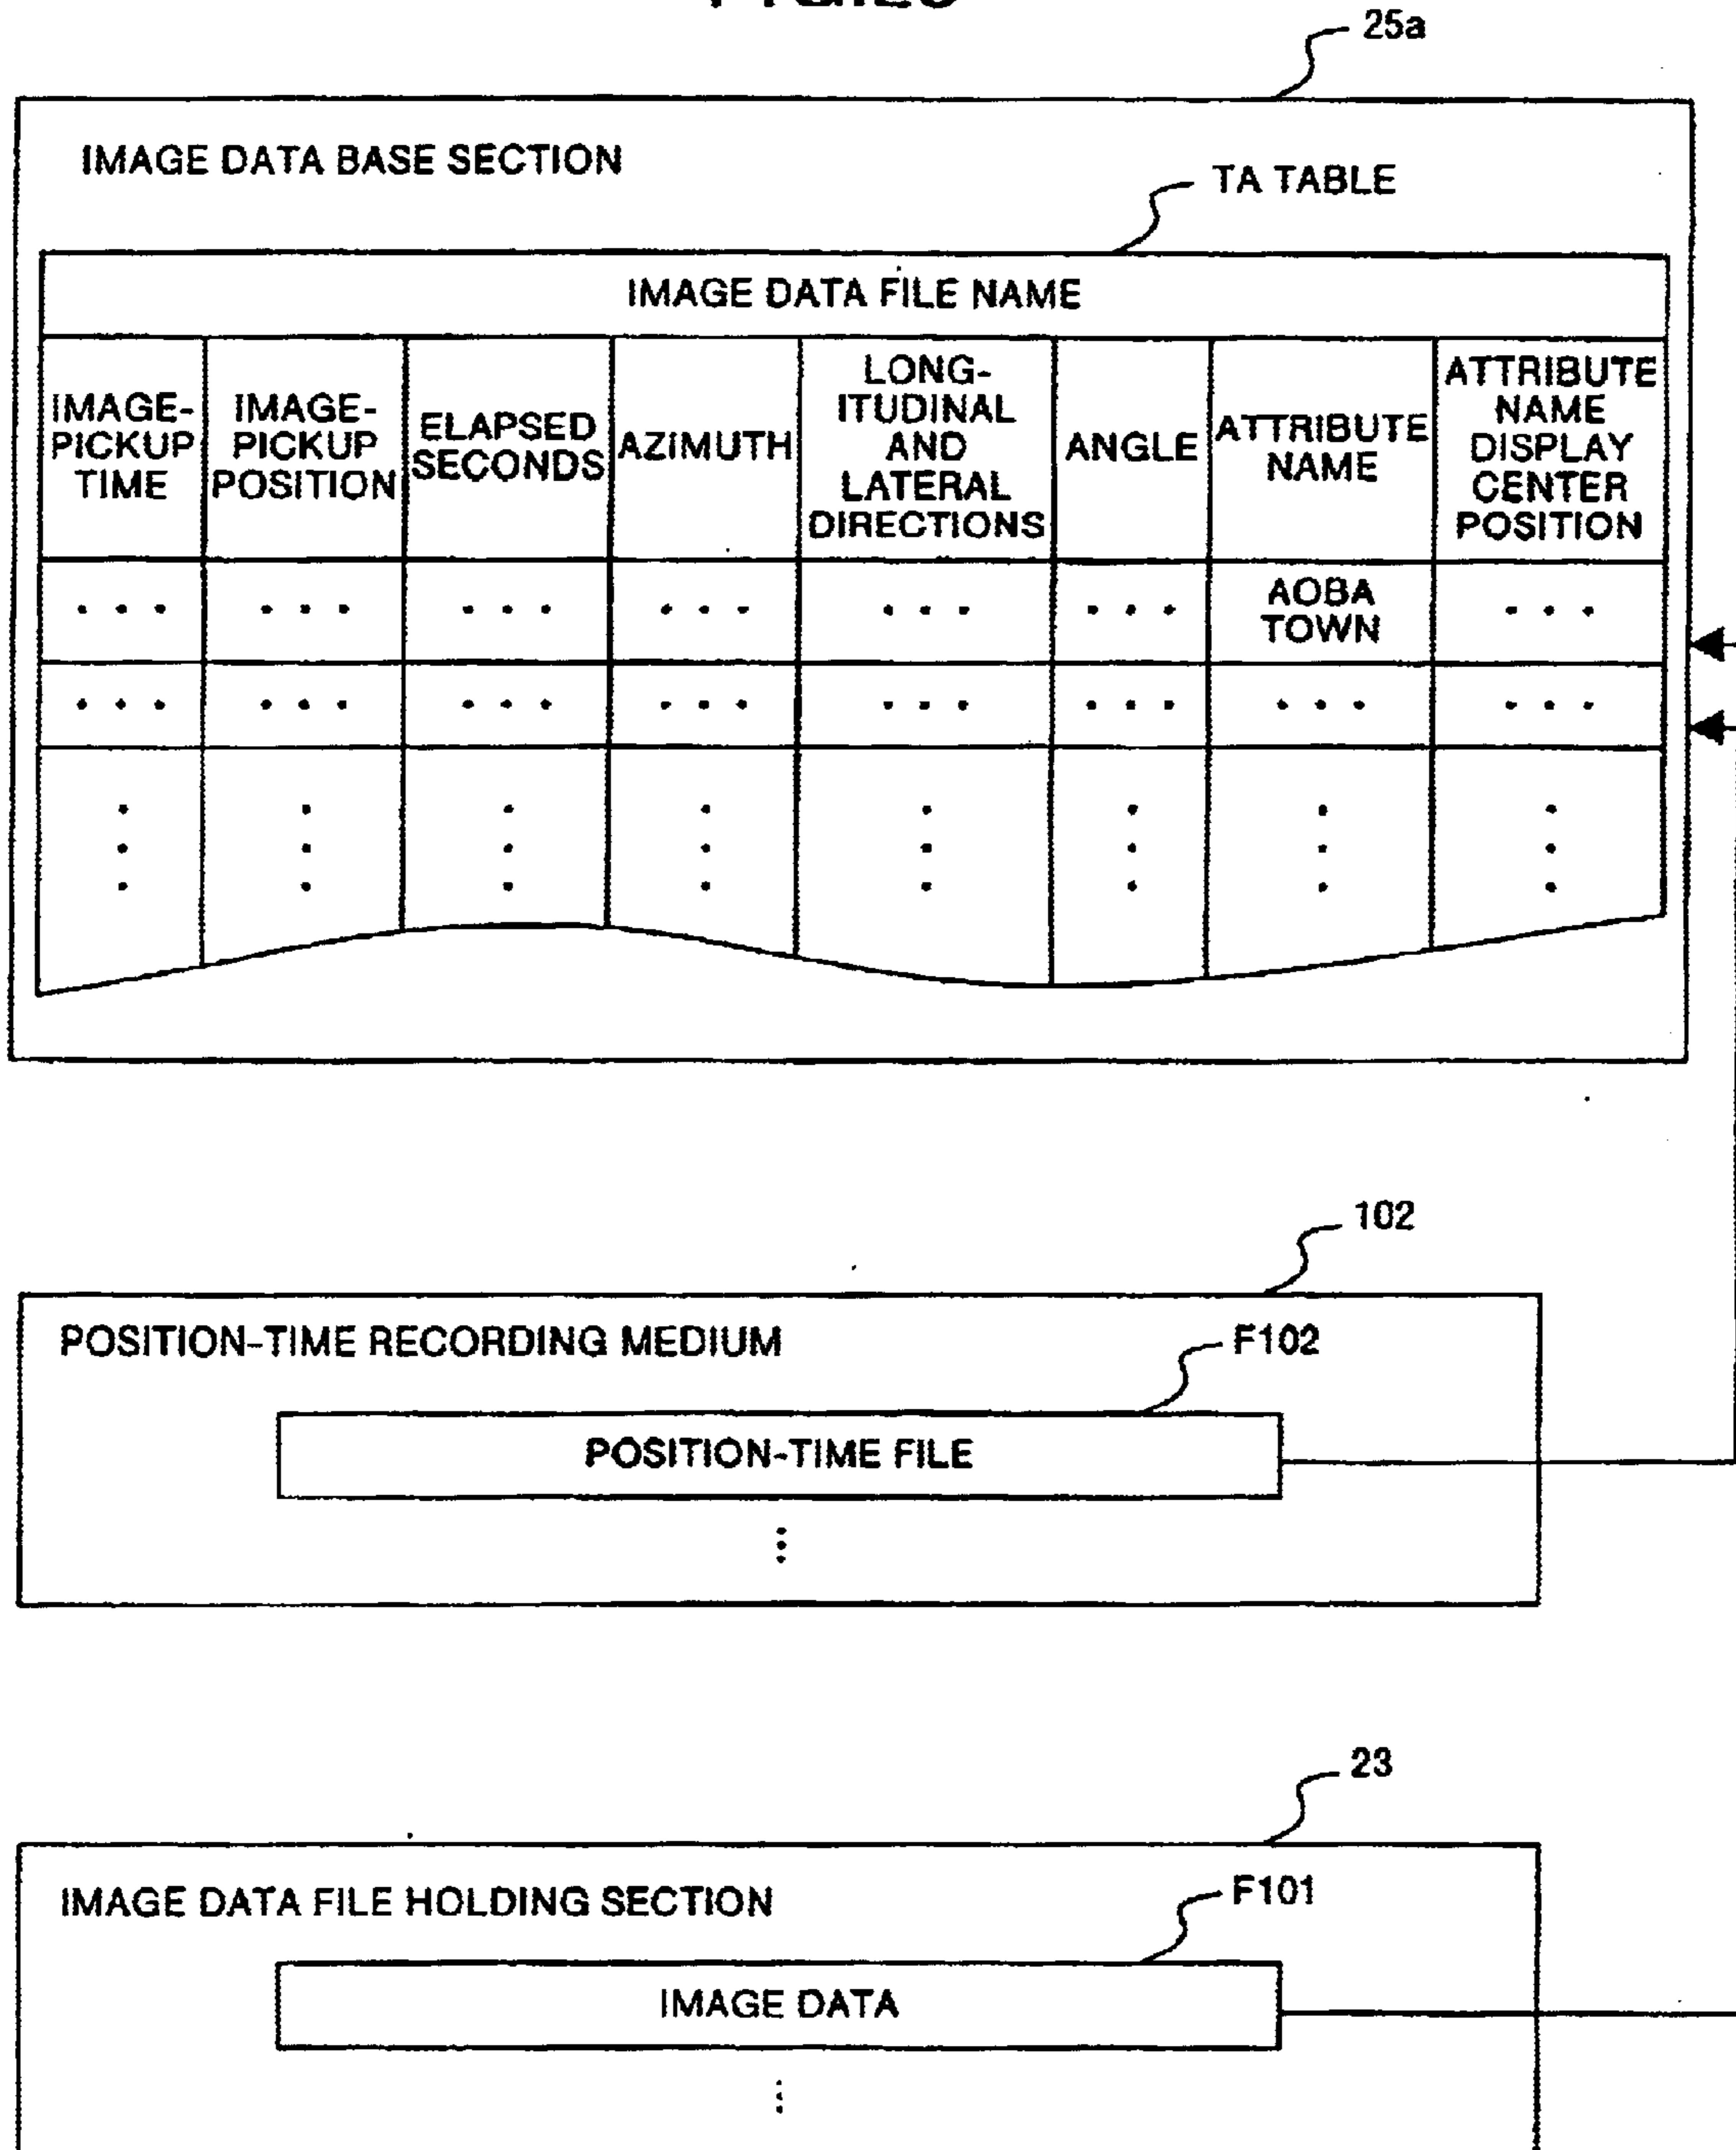 25a
IMAGE DATA BASE SECTION
TA TABLE
IMAGE DATA FILE NAME
IMAGE-
PICKUP
TIME
IMAGE-
PICKUP
POSITION
ELAPSED
SECONDS
AZIMUTH
LONG-
ITUDINAL
AND
LATERAL
DIRECTIONS
ANGLE
ATTRIBUTE
NAME
ATTRIBUTE
NAME
DISPLAY
CENTER
POSITION
AOBA
TOWN
102
POSITION-TIME RECORDING MEDIUM
F102
POSITION-TIME FILE
23
IMAGE DATA FILE HOLDING SECTION
F101
IMAGE DATA